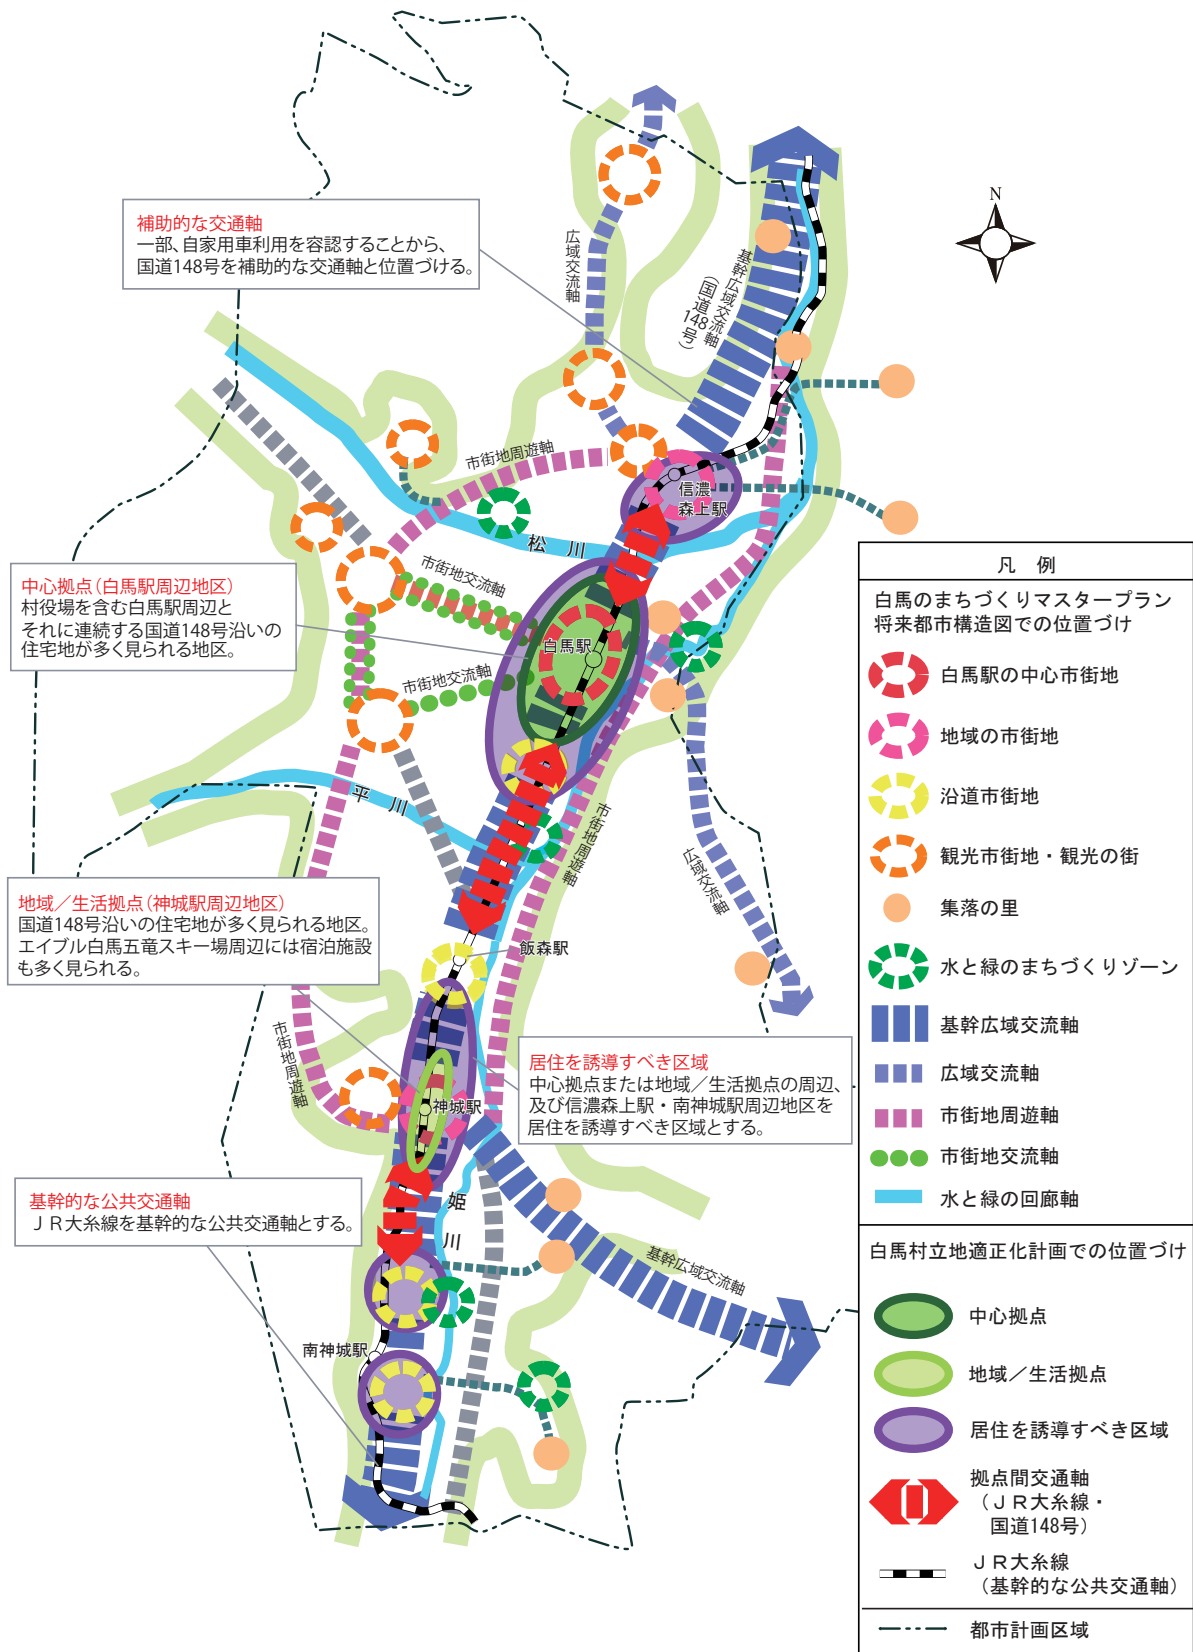 N
補助的な交通軸
一部、自家用車利用を容認することから、
国道148号を補助的な交通軸と位置づける。
広域交流軸
基幹広域交流軸
(国道148号)
市街地周遊軸
信濃
森上駅
松川
市街地交流軸
中心拠点(白馬駅周辺地区)
村役場を含む白馬駅周辺と
それに連続する国道148号沿いの
住宅地が多く見られる地区。
白馬駅
市街地交流軸
平川
市街地周遊軸
広域交流軸
地域／生活拠点(神城駅周辺地区)
国道148号沿いの住宅地が多く見られる地区。
エイブル白馬五竜スキー場周辺には宿泊施設
も多く見られる。
飯森駅
市街地周遊軸
居住を誘導すべき区域
中心拠点または地域／生活拠点の周辺、
及び信濃森上駅・南神城駅周辺地区を
居住を誘導すべき区域とする。
神城駅
基幹的な公共交通軸
ＪＲ大糸線を基幹的な公共交通軸とする。
姫川
基幹広域交流軸
南神城駅
凡 例
白馬のまちづくりマスタープラン
将来都市構造図での位置づけ
白馬駅の中心市街地
地域の市街地
沿道市街地
観光市街地・観光の街
集落の里
水と緑のまちづくりゾーン
基幹広域交流軸
広域交流軸
市街地周遊軸
市街地交流軸
水と緑の回廊軸
白馬村立地適正化計画での位置づけ
中心拠点
地域／生活拠点
居住を誘導すべき区域
拠点間交通軸
（ＪＲ大糸線・
国道148号）
ＪＲ大糸線
（基幹的な公共交通軸）
都市計画区域